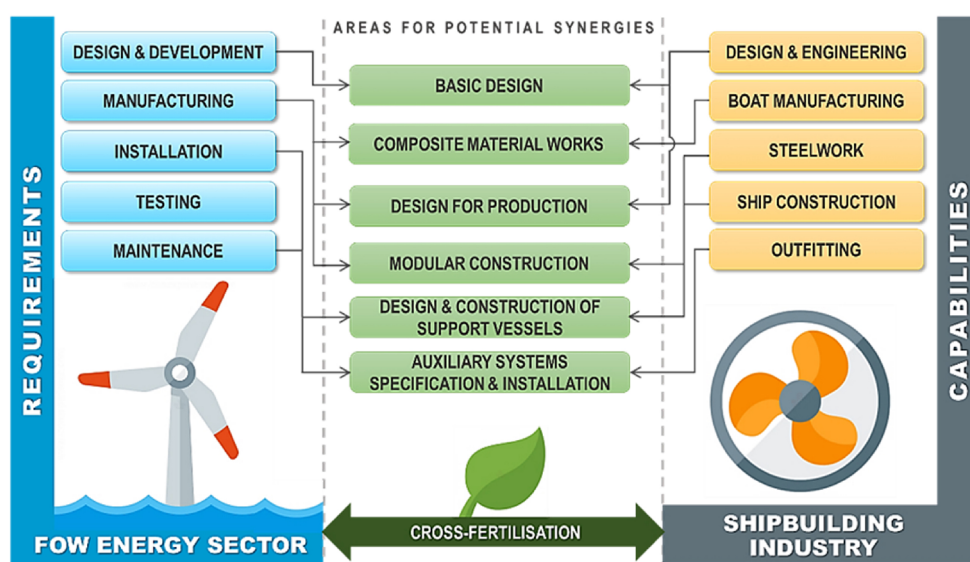 AREAS FOR POTENTIAL SYNERGIES
REQUIREMENTS
DESIGN & DEVELOPMENT
MANUFACTURING
INSTALLATION
TESTING
MAINTENANCE
FOW ENERGY SECTOR
BASIC DESIGN
COMPOSITE MATERIAL WORKS
DESIGN FOR PRODUCTION
MODULAR CONSTRUCTION
DESIGN & CONSTRUCTION OF
SUPPORT VESSELS
AUXILIARY SYSTEMS
SPECIFICATION & INSTALLATION
CROSS-FERTILISATION
DESIGN & ENGINEERING
BOAT MANUFACTURING
STEELWORK
SHIP CONSTRUCTION
OUTFITTING
CAPABILITIES
SHIPBUILDING
INDUSTRY